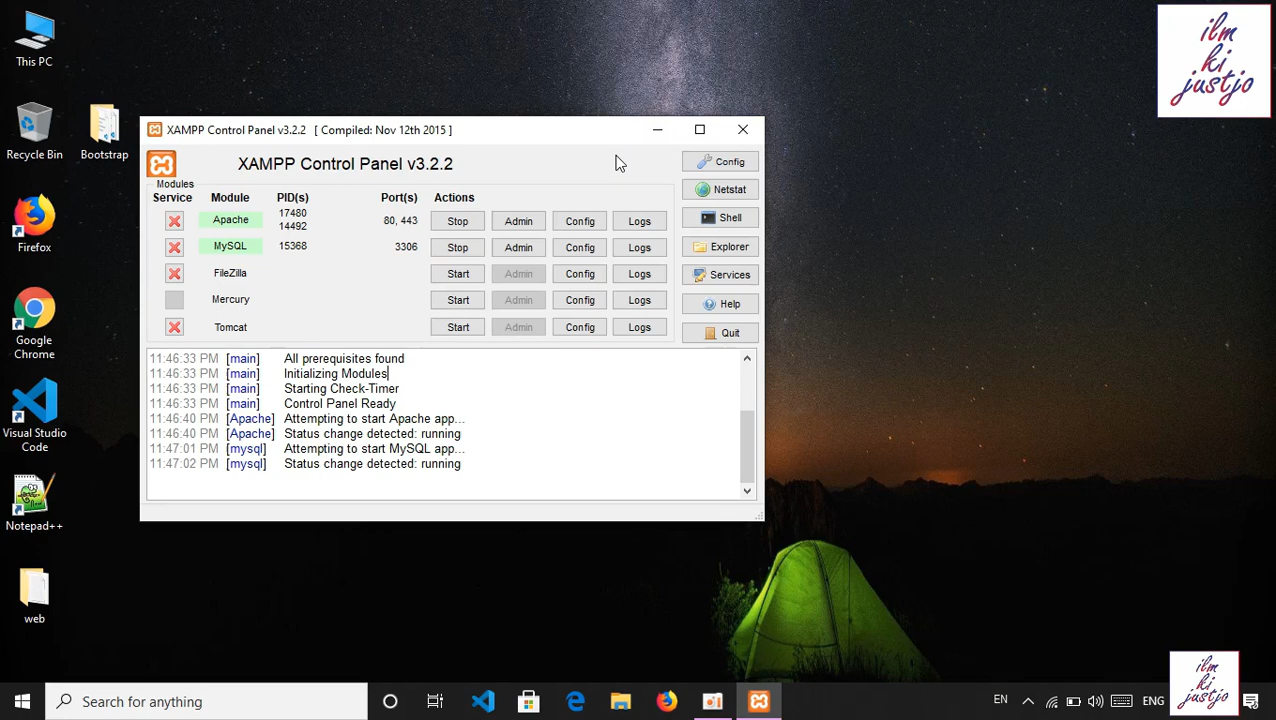 This PC
Recycle Bin
Bootstrap
Firefox
Google
Chrome
Visual Studio
Code
Notepad++
web
ilm
ki
justjo
XAMPP Control Panel v3.2.2 [ Compiled: Nov 12th 2015 ]
XAMPP Control Panel v3.2.2
Modules
Service Module PID(s) Port(s) Actions
Apache 17480 14492 80, 443 Stop Admin Config Logs
MySQL 15368 3306 Stop Admin Config Logs
FileZilla Start Admin Config Logs
Mercury Start Admin Config Logs
Tomcat Start Admin Config Logs
Config
Netstat
Shell
Explorer
Services
Help
Quit
11:46:33 PM [main] All prerequisites found
11:46:33 PM [main] Initializing Modules
11:46:33 PM [main] Starting Check-Timer
11:46:33 PM [main] Control Panel Ready
11:46:40 PM [Apache] Attempting to start Apache app...
11:46:40 PM [Apache] Status change detected: running
11:47:01 PM [mysql] Attempting to start MySQL app...
11:47:02 PM [mysql] Status change detected: running
Search for anything
EN
ENG
ilm
ki
justjo